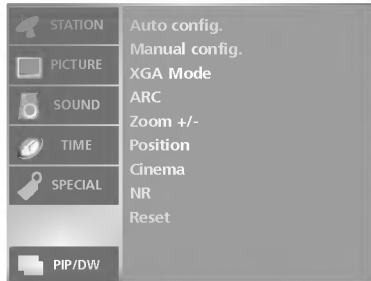 STATION
PICTURE
SOUND
TIME
SPECIAL
PIP/DW
Auto config.
Manual config.
XGA Mode
ARC
Zoom +/-
Position
Cinema
NR
Reset